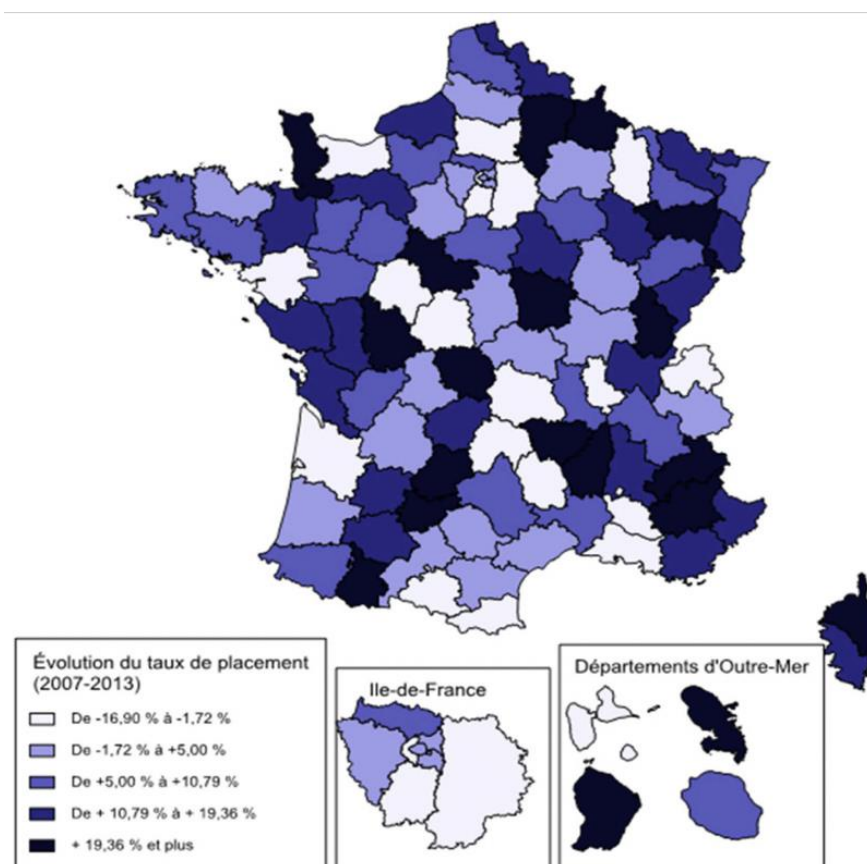 Évolution du taux de placement
(2007-2013)
De -16,90 % à -1,72 %
De -1,72 % à +5,00 %
De +5,00 % à +10,79 %
De + 10,79 % à + 19,36 %
+ 19,36 % et plus
Ile-de-France
Départements d'Outre-Mer